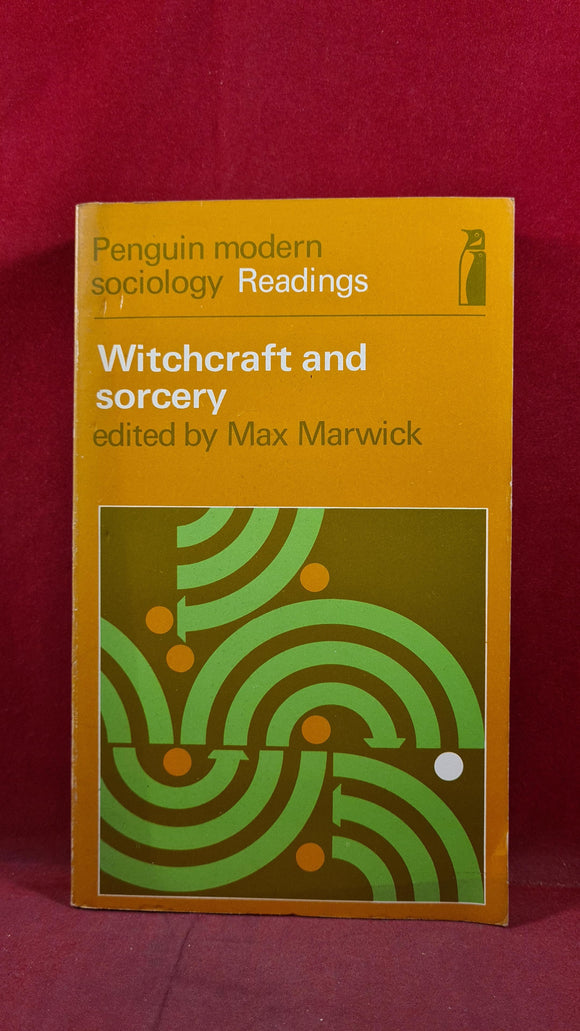 Penguin modern
sociology Readings
Witchcraft and
sorcery
edited by Max Marwick